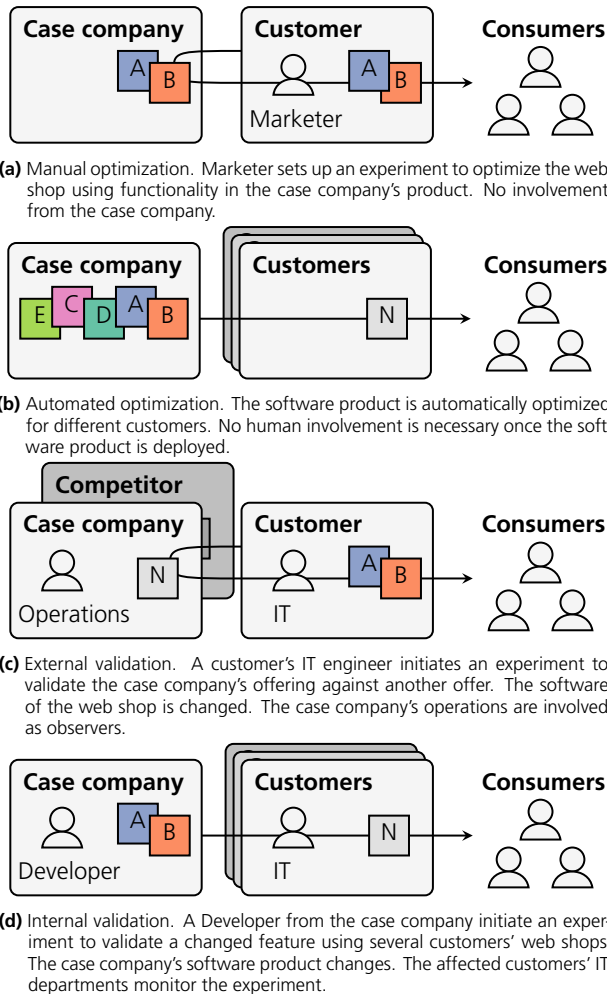 Case company
Customer
Consumers
A
B
A
B
Marketer
(a) Manual optimization. Marketer sets up an experiment to optimize the web
shop using functionality in the case company's product. No involvement
from the case company.
Case company
Customers
Consumers
E
C
D
A
B
N
(b) Automated optimization. The software product is automatically optimized
for different customers. No human involvement is necessary once the soft
ware product is deployed.
Competitor
Case company
Customer
Consumers
N
A
B
Operations
IT
(c) External validation. A customer's IT engineer initiates an experiment to
validate the case company's offering against another offer. The software
of the web shop is changed. The case company's operations are involved
as observers.
Case company
Customers
Consumers
A
B
N
Developer
IT
(d) Internal validation. A Developer from the case company initiate an exper-
iment to validate a changed feature using several customers' web shops
The case company's software product changes. The affected customers' IT
departments monitor the experiment.